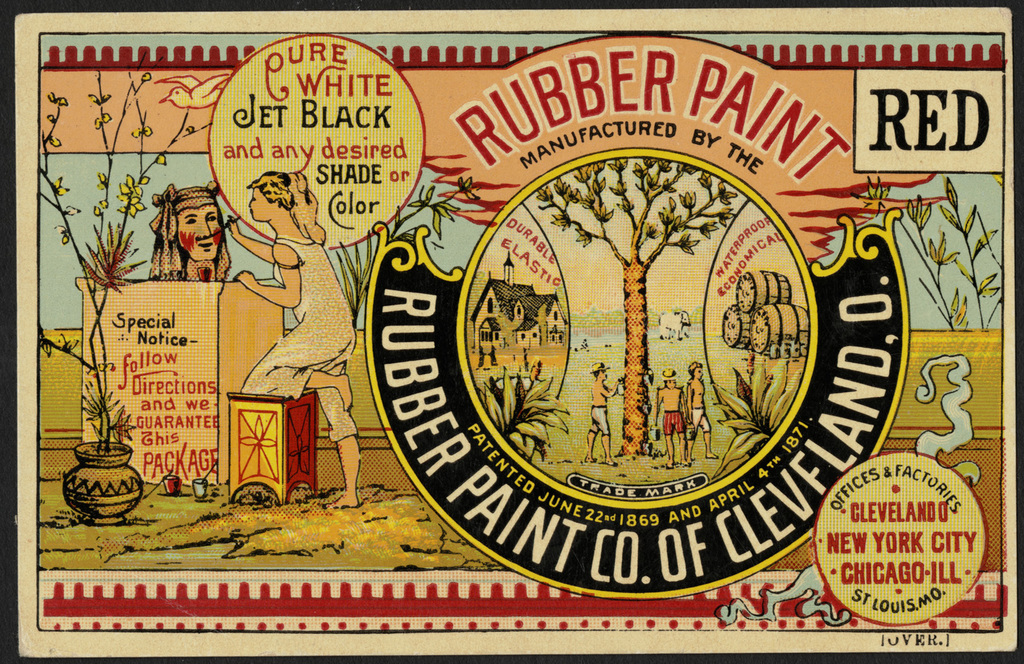 PURE
WHITE
JET BLACK
and any desired
SHADE or
Color
RUBBER PAINT
MANUFACTURED BY THE
RED
DURABLE
ELASTIC
WATERPROOF
ECONOMICAL
Special
Notice-
follow
Directions
and we
GUARANTEE
this
PACKAGE
TRADE MARK
PATENTED JUNE 22nd 1869 AND APRIL 4TH 1871.
RUBBER PAINT CO. OF CLEVELAND, O.
OFFICES & FACTORIES
CLEVELAND O
NEW YORK CITY
CHICAGO·ILL
ST LOUIS. MO.
[OVER.]